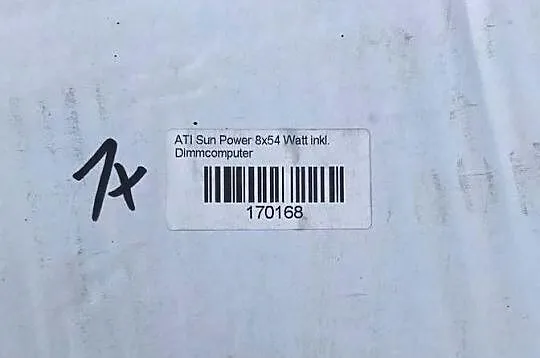 1x
ATI Sun Power 8x54 Watt inkl.
Dimmcomputer
170168